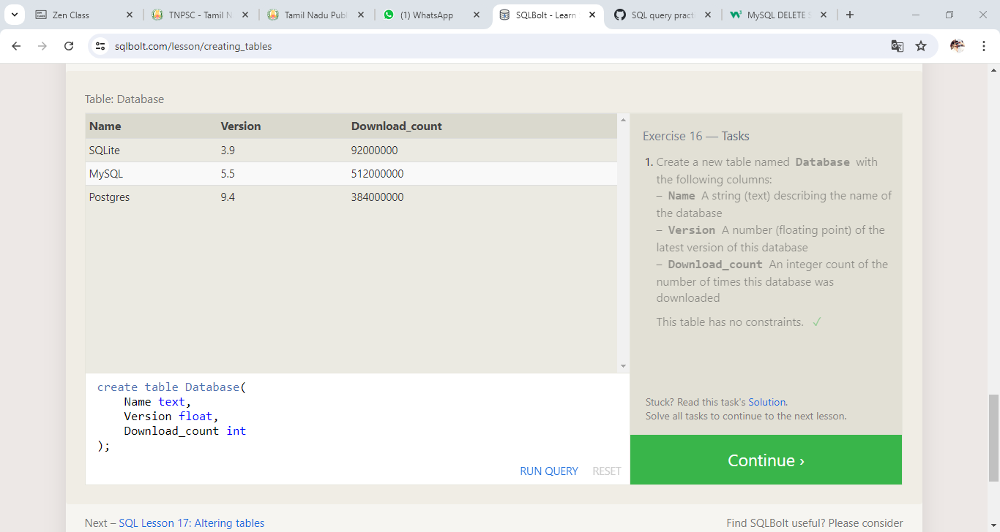 Zen Class
TNPSC - Tamil N
Tamil Nadu Publ
(1) WhatsApp
SQLBolt - Learn
SQL query pract
MySQL DELETE S
sqlbolt.com/lesson/creating_tables
Table: Database
Name Version Download_count
SQLite 3.9 92000000
MySQL 5.5 512000000
Postgres 9.4 384000000
create table Database(
Name text,
Version float,
Download_count int
);
RUN QUERY RESET
Exercise 16 — Tasks
1. Create a new table named Database with
the following columns:
– Name A string (text) describing the name of
the database
– Version A number (floating point) of the
latest version of this database
– Download_count An integer count of the
number of times this database was
downloaded
This table has no constraints. ✓
Stuck? Read this task's Solution.
Solve all tasks to continue to the next lesson.
Continue ›
Next – SQL Lesson 17: Altering tables
Find SQLBolt useful? Please consider